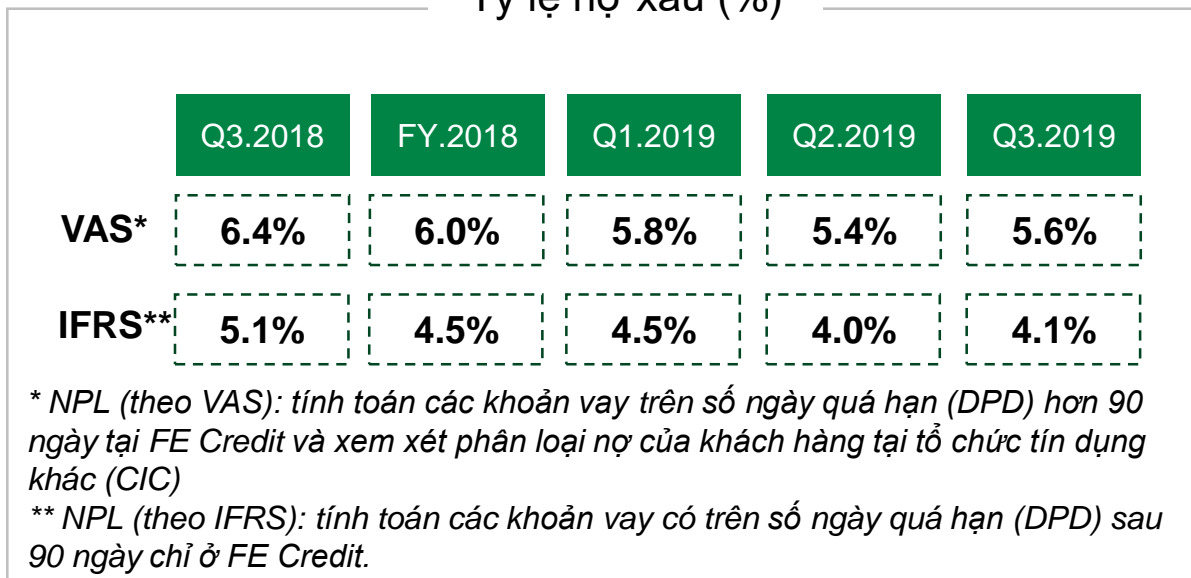 Tỷ lệ nợ xấu (%)
Q3.2018 FY.2018 Q1.2019 Q2.2019 Q3.2019
VAS* 6.4% 6.0% 5.8% 5.4% 5.6%
IFRS** 5.1% 4.5% 4.5% 4.0% 4.1%
* NPL (theo VAS): tính toán các khoản vay trên số ngày quá hạn (DPD) hơn 90
ngày tại FE Credit và xem xét phân loại nợ của khách hàng tại tổ chức tín dụng
khác (CIC)
** NPL (theo IFRS): tính toán các khoản vay có trên số ngày quá hạn (DPD) sau
90 ngày chỉ ở FE Credit.